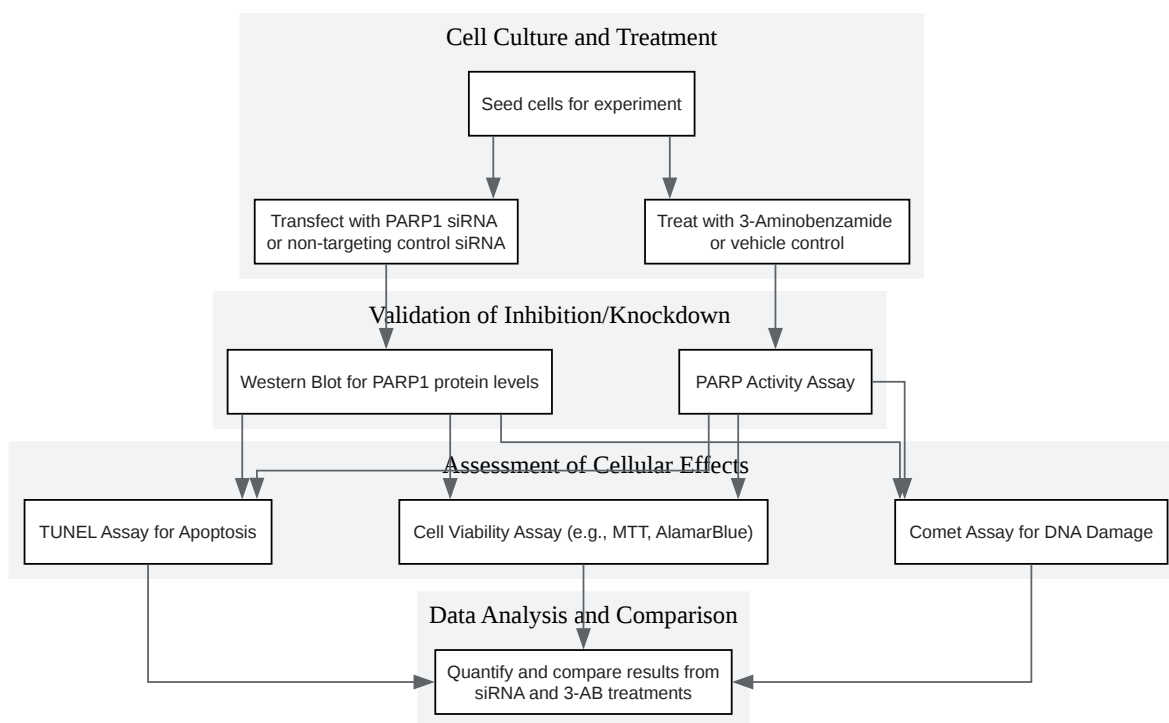 Cell Culture and Treatment
Seed cells for experiment
Transfect with PARP1 siRNA
or non-targeting control siRNA
Treat with 3-Aminobenzamide
or vehicle control
Validation of Inhibition/Knockdown
Western Blot for PARP1 protein levels
PARP Activity Assay
Assessment of Cellular Effects
TUNEL Assay for Apoptosis
Cell Viability Assay (e.g., MTT, AlamarBlue)
Comet Assay for DNA Damage
Data Analysis and Comparison
Quantify and compare results from
siRNA and 3-AB treatments